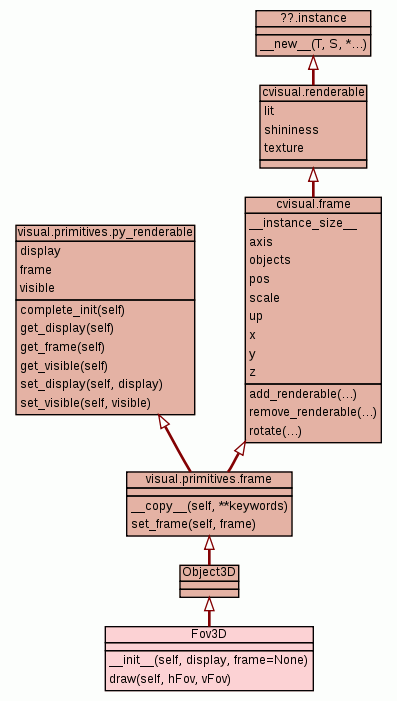 ??.instance
__new__(T, S, *...)
cvisual.renderable
lit
shininess
texture
cvisual.frame
__instance_size__
axis
objects
pos
scale
up
x
y
z
add_renderable(...)
remove_renderable(...)
rotate(...)
visual.primitives.py_renderable
display
frame
visible
complete_init(self)
get_display(self)
get_frame(self)
get_visible(self)
set_display(self, display)
set_visible(self, visible)
visual.primitives.frame
__copy__(self, **keywords)
set_frame(self, frame)
Object3D
Fov3D
__init__(self, display, frame=None)
draw(self, hFov, vFov)